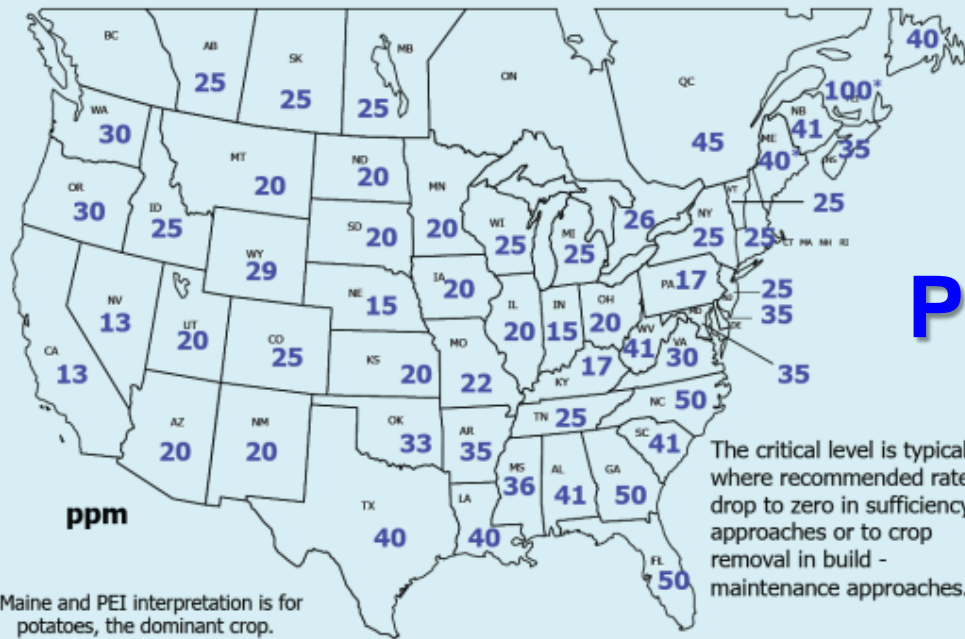 BC
AB
25
SK
25
MB
25
ON
QC
45
40
100*
NB
41
NS
35
ME
40*
WA
30
OR
30
ID
25
MT
20
ND
20
SD
20
MN
20
WI
25
MI
25
26
NY
25
VT
25
25
CT MA NH RI
WY
29
NE
15
IA
20
IL
20
IN
15
OH
20
PA 17
25
35
DE
35
P
NV
13
UT
20
CO
25
KS
20
MO
22
KY
17
WV
41
VA
30
CA
13
AZ
20
NM
20
OK
33
AR
35
TN 25
NC 50
SC
41
MS
36
AL
41
GA
50
TX
40
LA
40
FL
50
ppm
The critical level is typical
where recommended rate
drop to zero in sufficiency
approaches or to crop
removal in build -
maintenance approaches.
Maine and PEI interpretation is for
potatoes, the dominant crop.